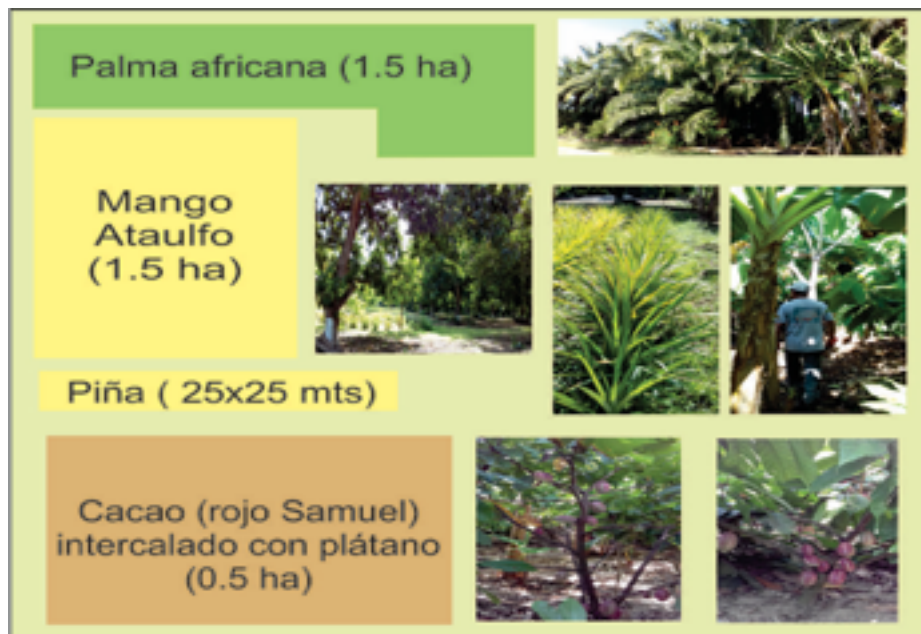 Palma africana (1.5 ha)
Mango
Ataulfo
(1.5 ha)
Piña ( 25x25 mts)
Cacao (rojo Samuel)
intercalado con plátano
(0.5 ha)